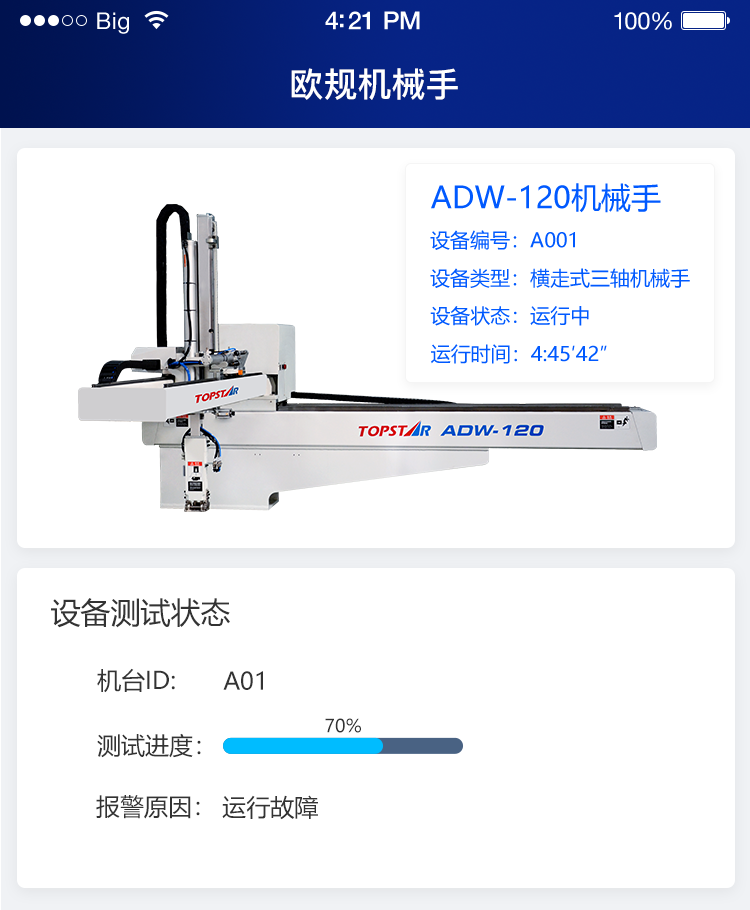 Big 4:21 PM 100%
欧规机械手
ADW-120机械手
设备编号：A001
设备类型：横走式三轴机械手
设备状态：运行中
运行时间：4:45′42″
TOPSTAR
TOPSTAR ADW-120
设备测试状态
机台ID: A01
70%
测试进度：
报警原因： 运行故障